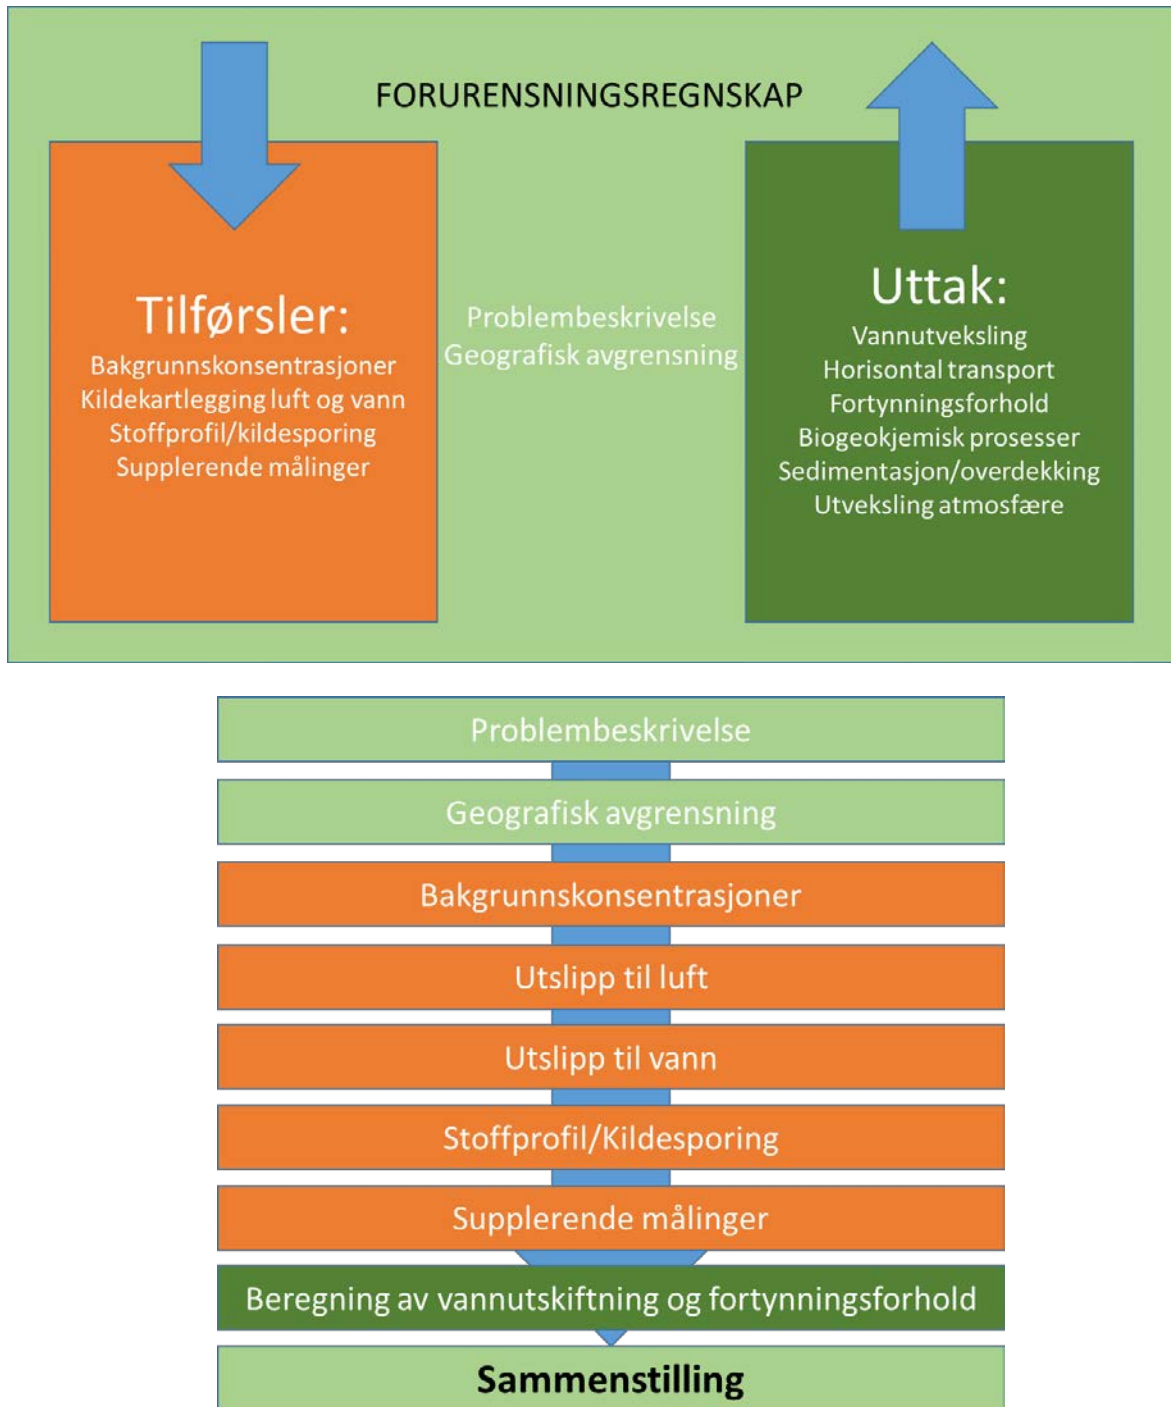 FORURENSNINGSREGNSKAP
Tilførsler:
Bakgrunnskonsentrasjoner
Kildekartlegging luft og vann
Stoffprofil/kildesporing
Supplerende målinger
Problembeskrivelse
Geografisk avgrensning
Uttak:
Vannutveksling
Horisontal transport
Fortynningsforhold
Biogeokjemisk prosesser
Sedimentasjon/overdekking
Utveksling atmosfære
Problembeskrivelse
Geografisk avgrensning
Bakgrunnskonsentrasjoner
Utslipp til luft
Utslipp til vann
Stoffprofil/Kildesporing
Supplerende målinger
Beregning av vannutskiftning og fortynningsforhold
Sammenstilling